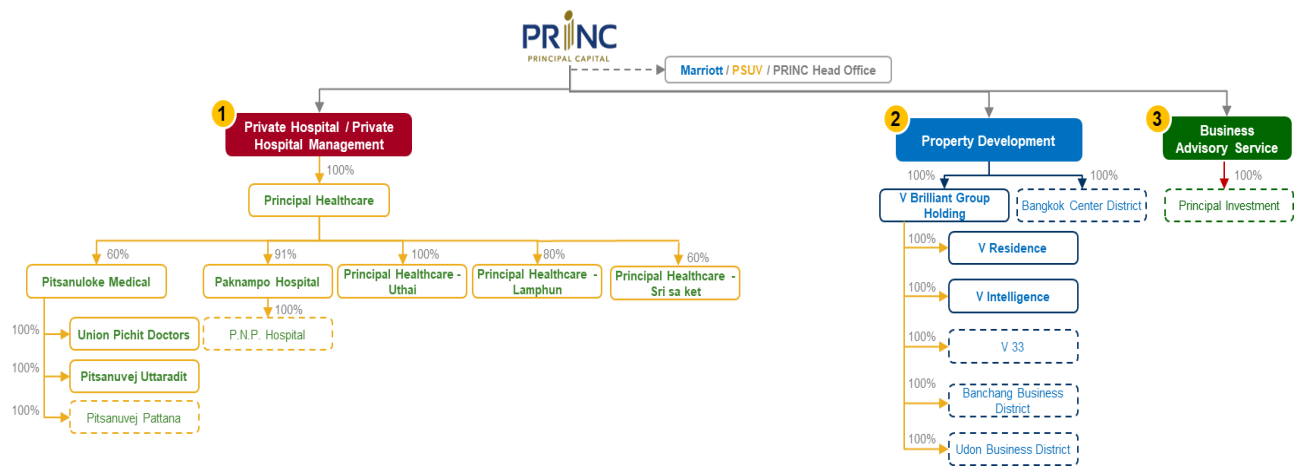 PRINC
PRINCIPAL CAPITAL
Marriott / PSUV / PRINC Head Office
1
Private Hospital / Private
Hospital Management
2
Property Development
3
Business
Advisory Service
100%
Principal Healthcare
100%
V Brilliant Group
Holding
100%
Bangkok Center District
100%
Principal Investment
60%
Pitsanuloke Medical
91%
Paknampo Hospital
100%
Principal Healthcare -
Uthai
80%
Principal Healthcare -
Lamphun
60%
Principal Healthcare -
Sri sa ket
100%
Union Pichit Doctors
100%
Pitsanuvej Uttaradit
100%
Pitsanuvej Pattana
100%
P.N.P. Hospital
100%
V Residence
100%
V Intelligence
100%
V 33
100%
Banchang Business
District
100%
Udon Business District